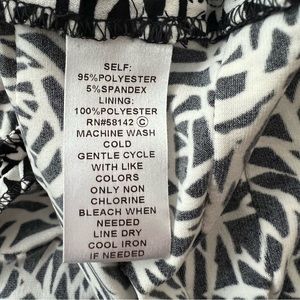 SELF:
95%POLYESTER
5%SPANDEX
LINING:
100%POLYESTER
RN#58142 Ⓒ
MACHINE WASH
COLD
GENTLE CYCLE
WITH LIKE
COLORS
ONLY NON
CHLORINE
BLEACH WHEN
NEEDED
LINE DRY
COOL IRON
IF NEEDED